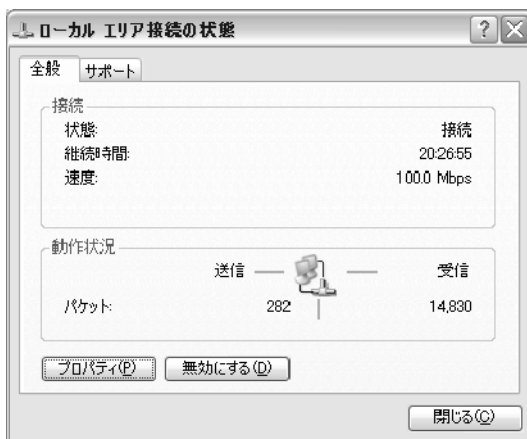 ローカル エリア接続の状態
全般 サポート
接続
状態: 接続
継続時間: 20:26:55
速度: 100.0 Mbps
動作状況
送信 受信
パケット: 282 14,830
プロパティ(P) 無効にする(D)
閉じる(C)